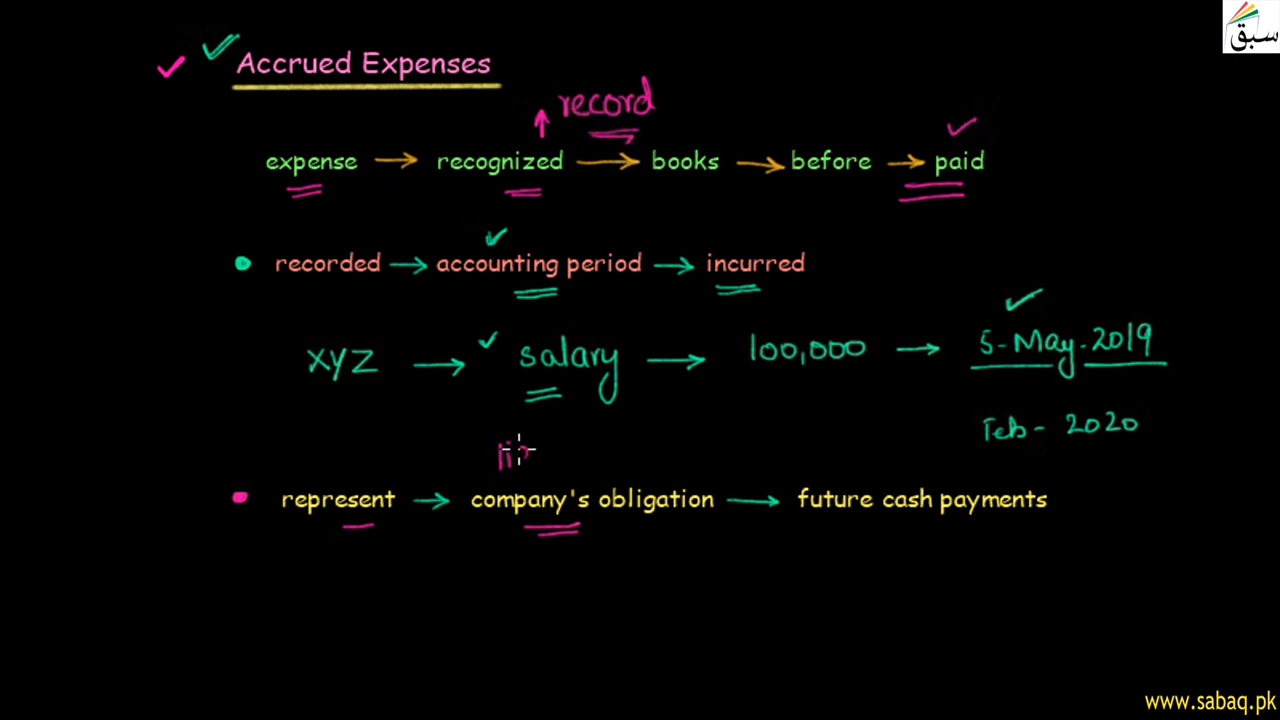 سبق
Accrued Expenses
record
expense → recognized → books → before → paid
recorded → accounting period → incurred
xyz → salary → 100,000 → 5-May-2019
Feb - 2020
represent → company's obligation → future cash payments
www.sabaq.pk